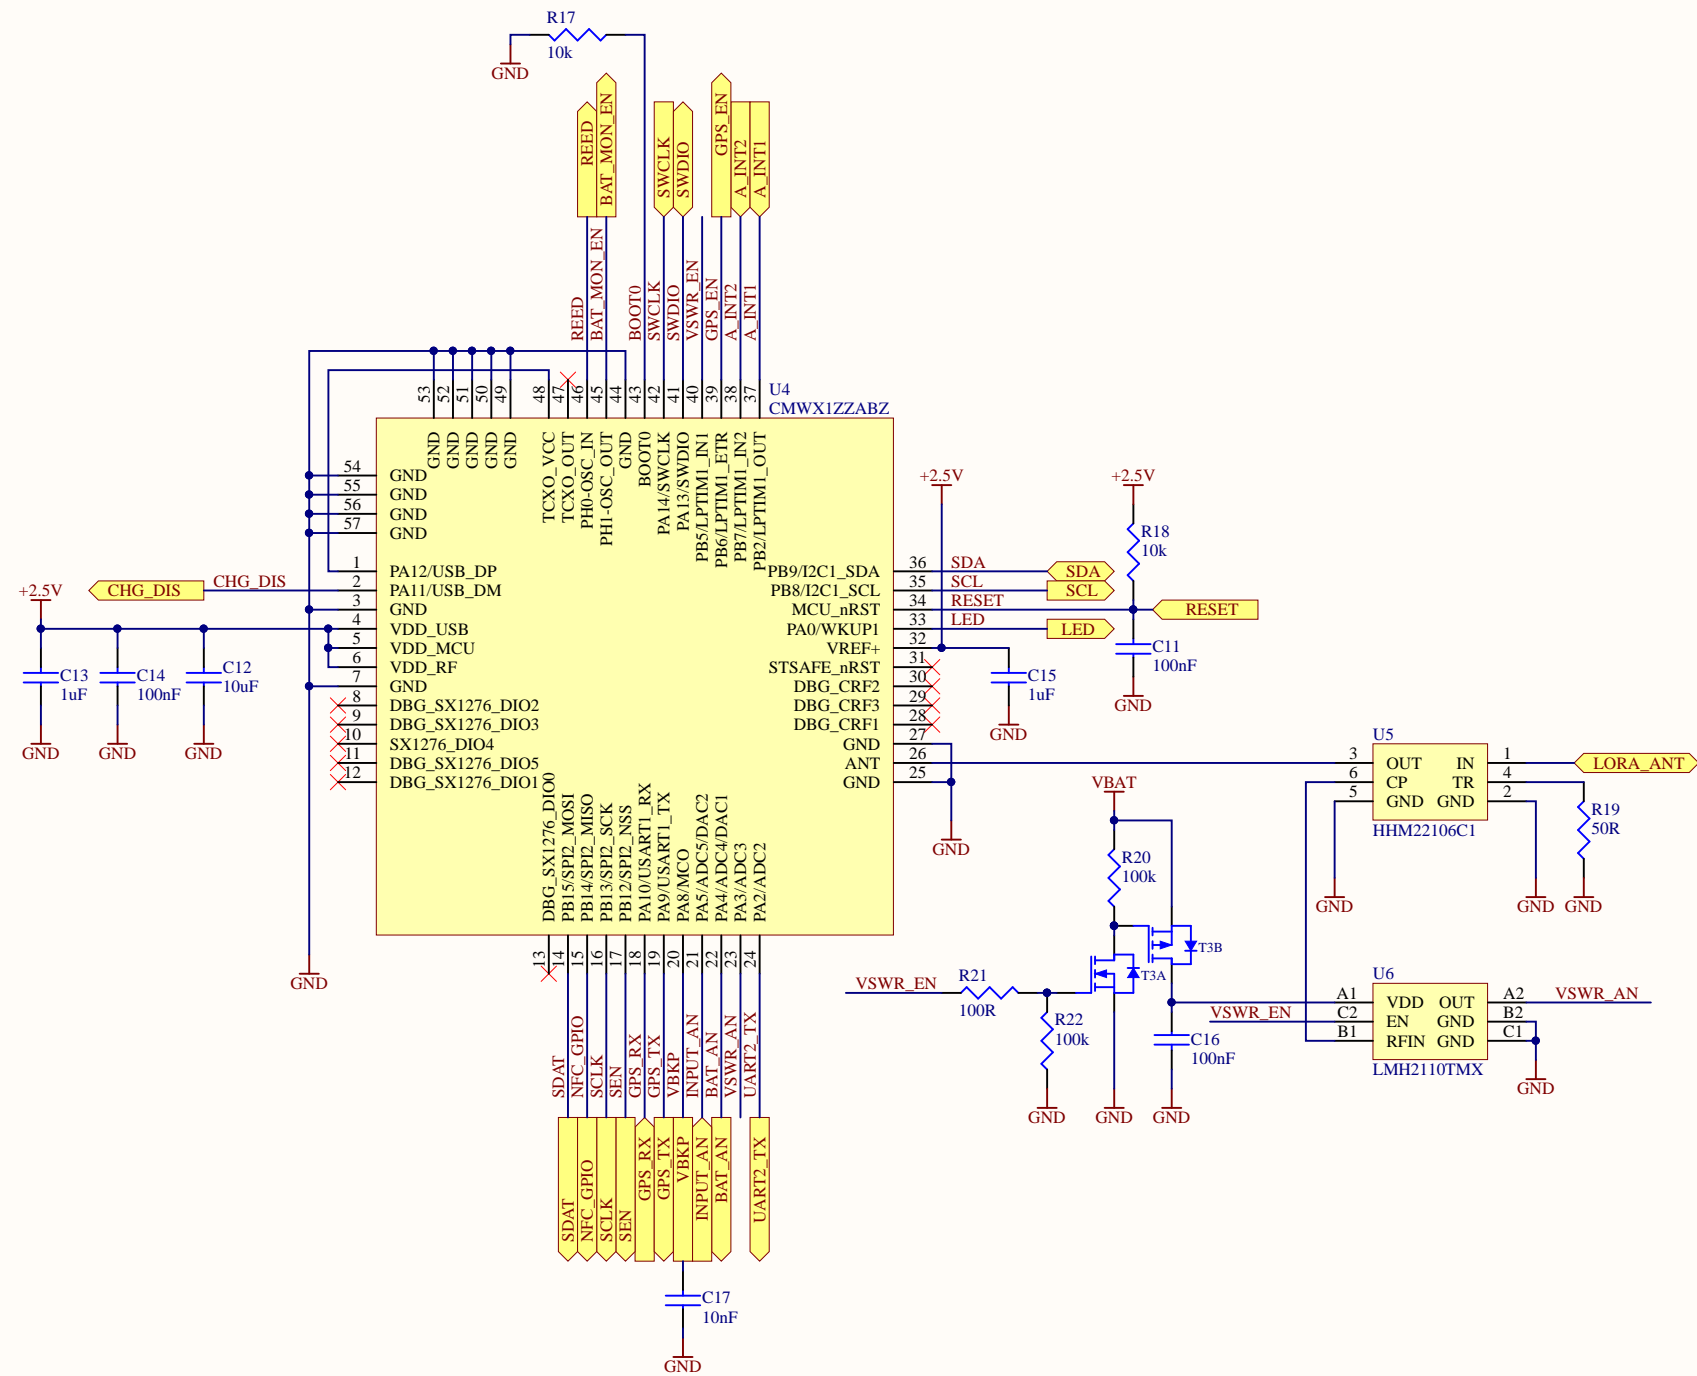 R17
10k
GND
REED
BAT_MON_EN
SWCLK
SWDIO
GPS_EN
A_INT2
A_INT1
REED
BAT_MON_EN
BOOT0
SWCLK
SWDIO
VSWR_EN
GPS_EN
A_INT2
A_INT1
53
52
51
50
49
48
47
46
45
44
43
42
41
40
39
38
37
U4
CMWX1ZZABZ
GND
GND
GND
GND
GND
TCXO_VCC
TCXO_OUT
PH0-OSC_IN
PH1-OSC_OUT
GND
BOOT0
PA14/SWCLK
PA13/SWDIO
PB5/LPTIM1_IN1
PB6/LPTIM1_ETR
PB7/LPTIM1_IN2
PB2/LPTIM1_OUT
54 GND
55 GND
56 GND
57 GND
1 PA12/USB_DP
CHG_DIS CHG_DIS 2 PA11/USB_DM
3 GND
4 VDD_USB
5 VDD_MCU
6 VDD_RF
7 GND
8 DBG_SX1276_DIO2
9 DBG_SX1276_DIO3
10 SX1276_DIO4
11 DBG_SX1276_DIO5
12 DBG_SX1276_DIO1
+2.5V
C13
1uF
GND
C14
100nF
GND
C12
10uF
GND
GND
PB9/I2C1_SDA 36 SDA SDA
PB8/I2C1_SCL 35 SCL SCL
MCU_nRST 34 RESET RESET
PA0/WKUP1 33 LED LED
VREF+ 32
STSAFE_nRST 31
DBG_CRF2 30
DBG_CRF3 29
DBG_CRF1 28
GND 27
ANT 26
GND 25
+2.5V
+2.5V
R18
10k
C11
100nF
GND
C15
1uF
GND
GND
DBG_SX1276_DIO0
PB15/SPI2_MOSI
PB14/SPI2_MISO
PB13/SPI2_SCK
PB12/SPI2_NSS
PA10/USART1_RX
PA9/USART1_TX
PA8/MCO
PA5/ADC5/DAC2
PA4/ADC4/DAC1
PA3/ADC3
PA2/ADC2
13
14
15
16
17
18
19
20
21
22
23
24
SDAT
NFC_GPIO
SCLK
SEN
GPS_RX
GPS_TX
VBKP
INPUT_AN
BAT_AN
VSWR_AN
UART2_TX
SDAT
NFC_GPIO
SCLK
SEN
GPS_RX
GPS_TX
VBKP
INPUT_AN
BAT_AN
UART2_TX
C17
10nF
GND
U5
3 OUT IN 1 LORA_ANT
6 CP TR 4
5 GND GND 2
HHM22106C1
R19
50R
GND
GND
GND
VBAT
R20
100k
T3B
T3A
VSWR_EN
R21
100R
R22
100k
C16
100nF
GND
GND
GND
U6
A1 VDD OUT A2 VSWR_AN
VSWR_EN C2 EN GND B2
B1 RFIN GND C1
LMH2110TMX
GND